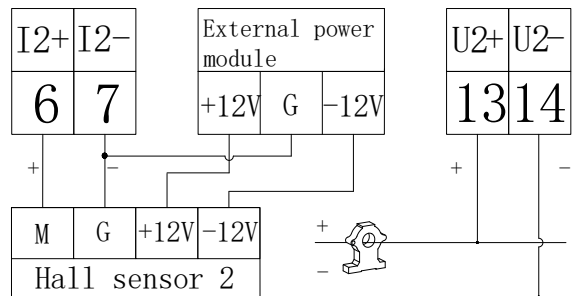 I2+ I2- External power module U2+ U2-
6 7 +12V G -12V 13 14
+ - + -
M G +12V -12V +
Hall sensor 2 -